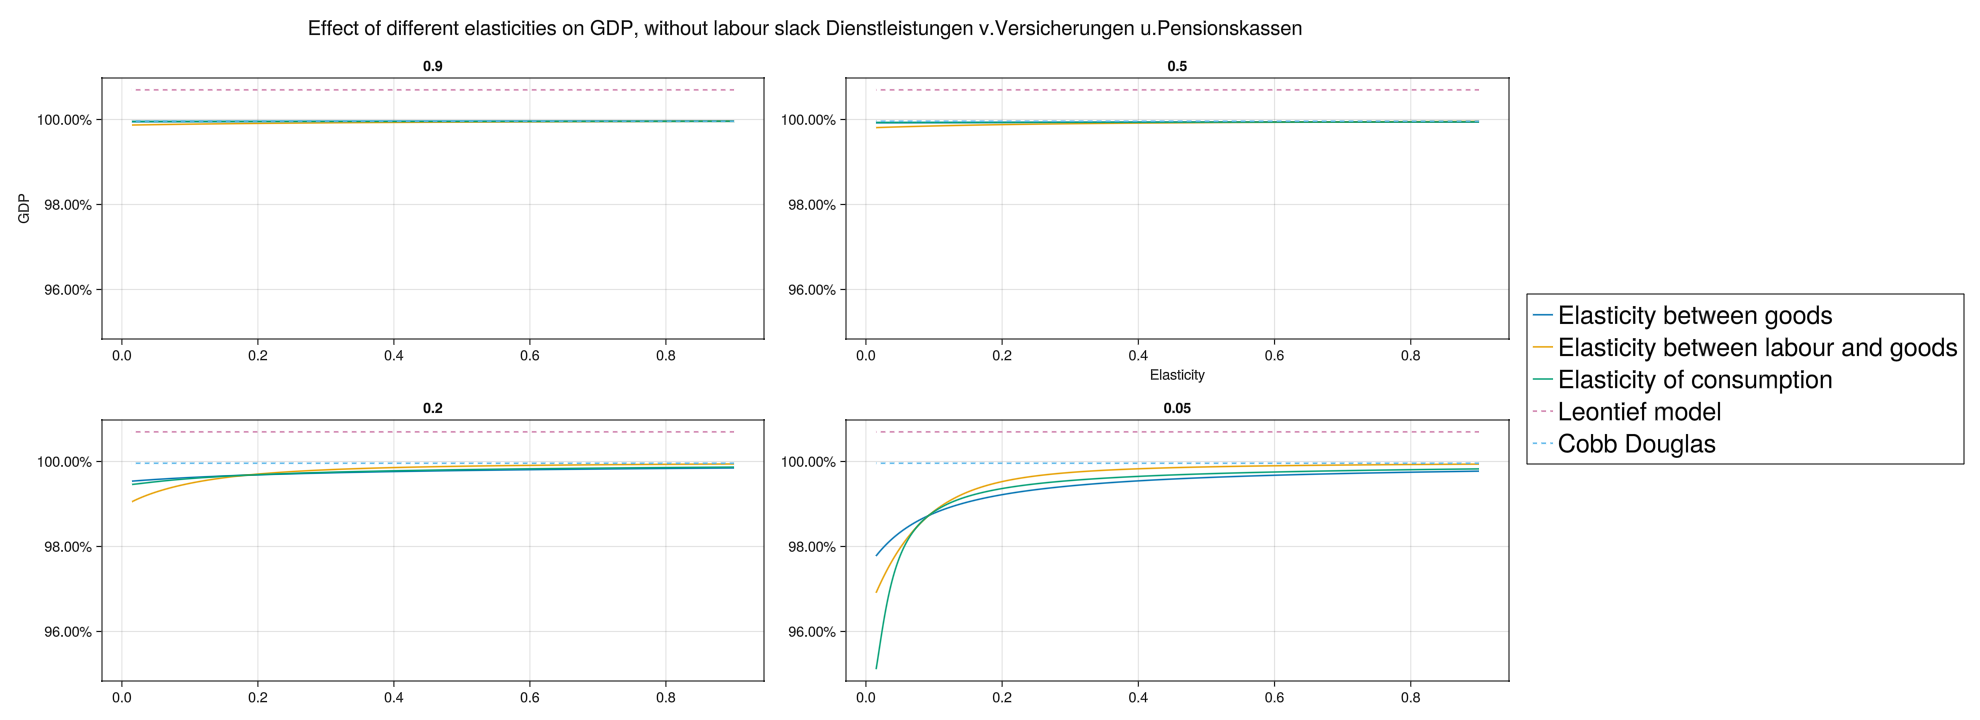 Effect of different elasticities on GDP, without labour slack Dienstleistungen v.Versicherungen u.Pensionskassen
0.9
GDP
100.00%
98.00%
96.00%
0.0 0.2 0.4 0.6 0.8
0.5
100.00%
98.00%
96.00%
0.0 0.2 0.4 0.6 0.8
Elasticity
0.2
100.00%
98.00%
96.00%
0.0 0.2 0.4 0.6 0.8
0.05
100.00%
98.00%
96.00%
0.0 0.2 0.4 0.6 0.8
Elasticity between goods
Elasticity between labour and goods
Elasticity of consumption
Leontief model
Cobb Douglas